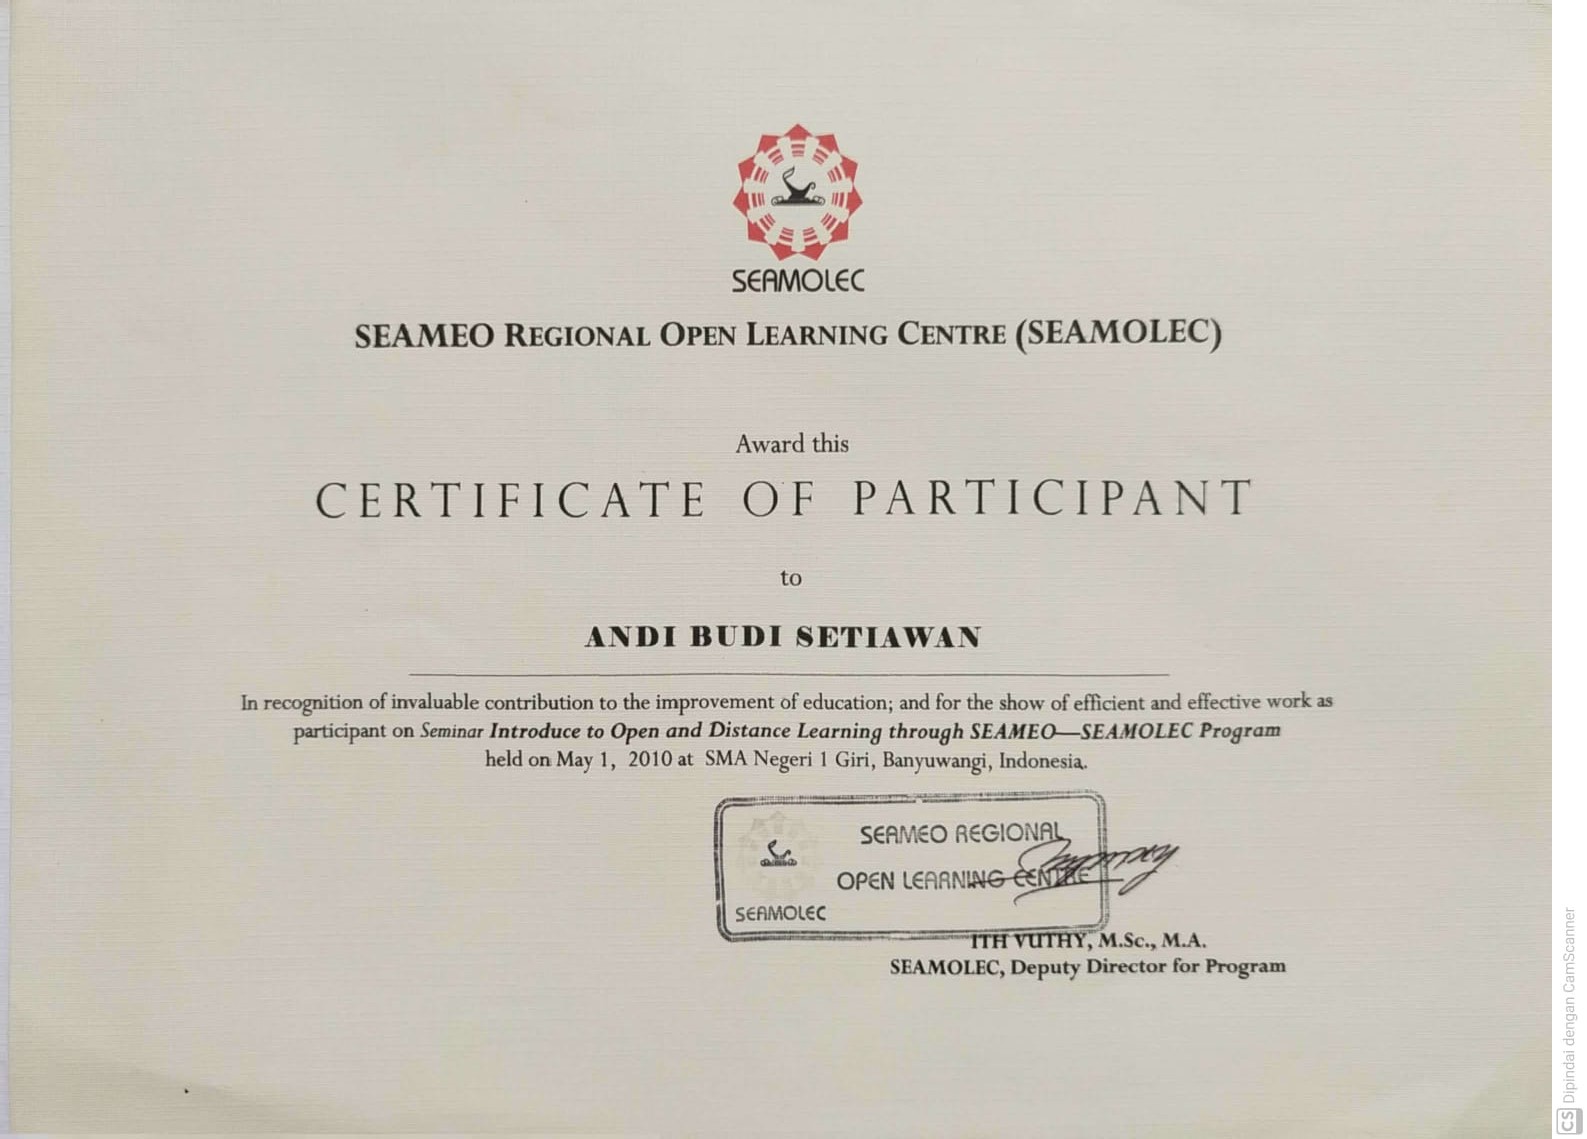 SEAMOLEC
SEAMEO REGIONAL OPEN LEARNING CENTRE (SEAMOLEC)
Award this
CERTIFICATE OF PARTICIPANT
to
ANDI BUDI SETIAWAN
In recognition of invaluable contribution to the improvement of education; and for the show of efficient and effective work as
participant on Seminar Introduce to Open and Distance Learning through SEAMEO—SEAMOLEC Program
held on May 1, 2010 at SMA Negeri 1 Giri, Banyuwangi, Indonesia.
SEAMEO REGIONAL
OPEN LEARNING CENTRE
SEAMOLEC
ITH VUTHY, M.Sc., M.A.
SEAMOLEC, Deputy Director for Program
CS Dipindai dengan CamScanner